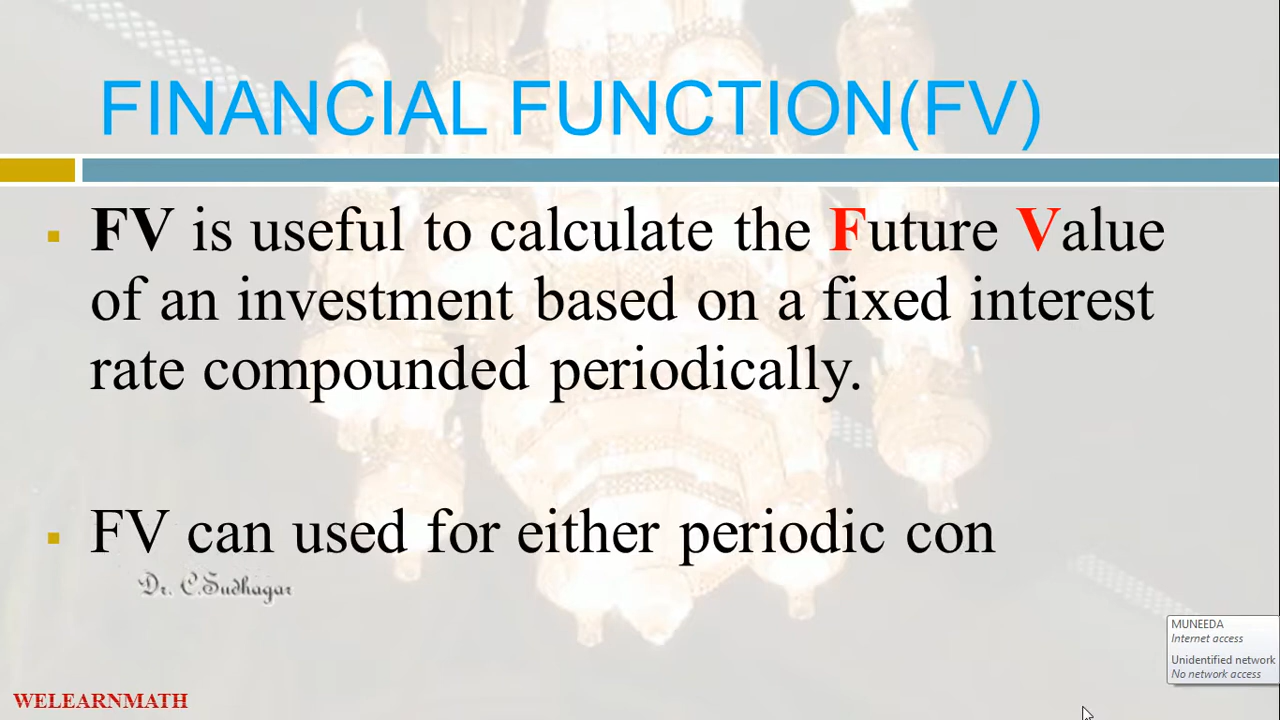 FINANCIAL FUNCTION(FV)
FV is useful to calculate the Future Value
of an investment based on a fixed interest
rate compounded periodically.
FV can used for either periodic con
Dr. C.Sudhagar
MUNEEDA
Internet access
Unidentified network
No network access
WELEARNMATH